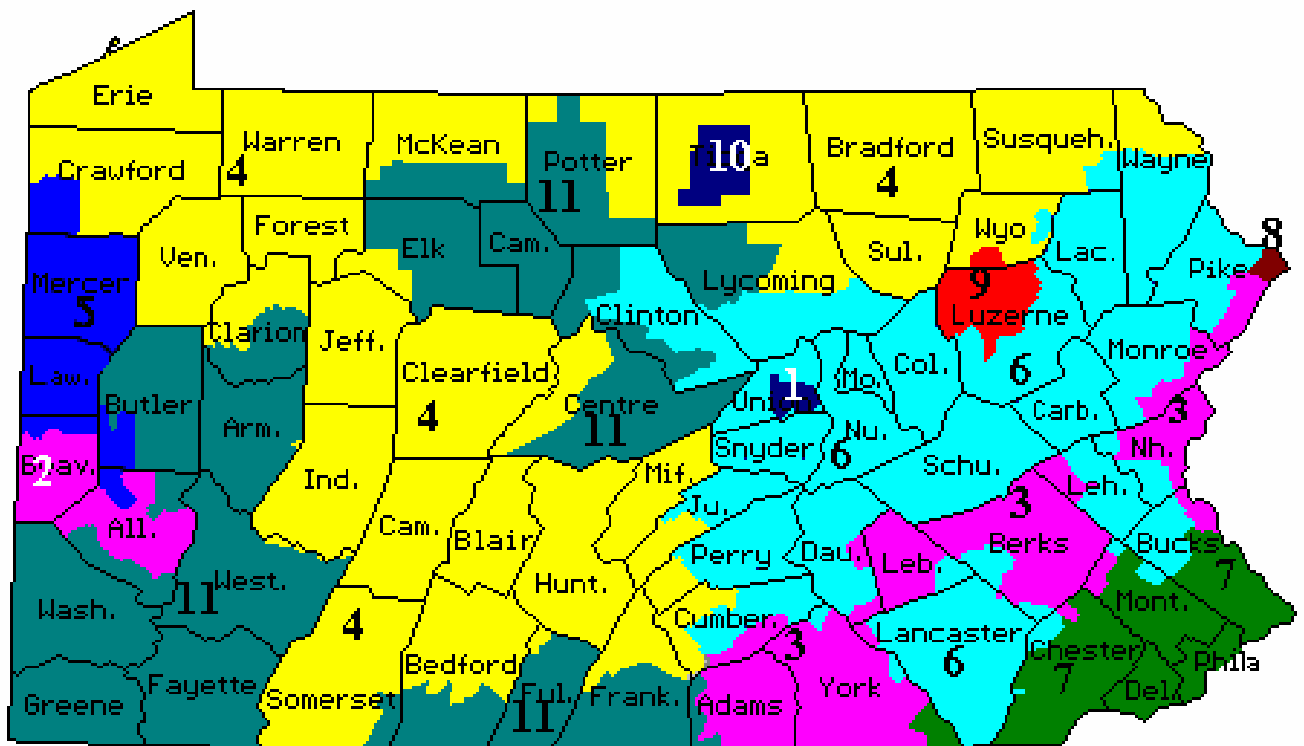 Erie
Warren
McKean
Potter
10
Bradford
Susqueh.
Wayne
Crawford
4
11
4
Forest
Ven.
Elk
Cam.
Sul.
Wyo
Lac.
8
Pike
Mercer
5
Lycoming
9
Clarion
Jeff.
Clinton
Luzerne
Monroe
Law.
Clearfield
Col.
6
Butler
Centre
Union
1
Mo.
Carb.
3
Arm.
4
11
Nu.
Snyder
6
Schu.
Nh.
Beav.
2
Ind.
Mif.
Leh.
Ju.
3
All.
Cam.
Blair
Perry
Dau.
Leb.
Berks
Bucks
West.
Hunt.
7
Wash.
11
4
Cumber.
3
Lancaster
6
Mont.
Chester
7
Phila
Bedford
Greene
Fayette
Somerset
Ful.
11
Frank.
Adams
York
Del.